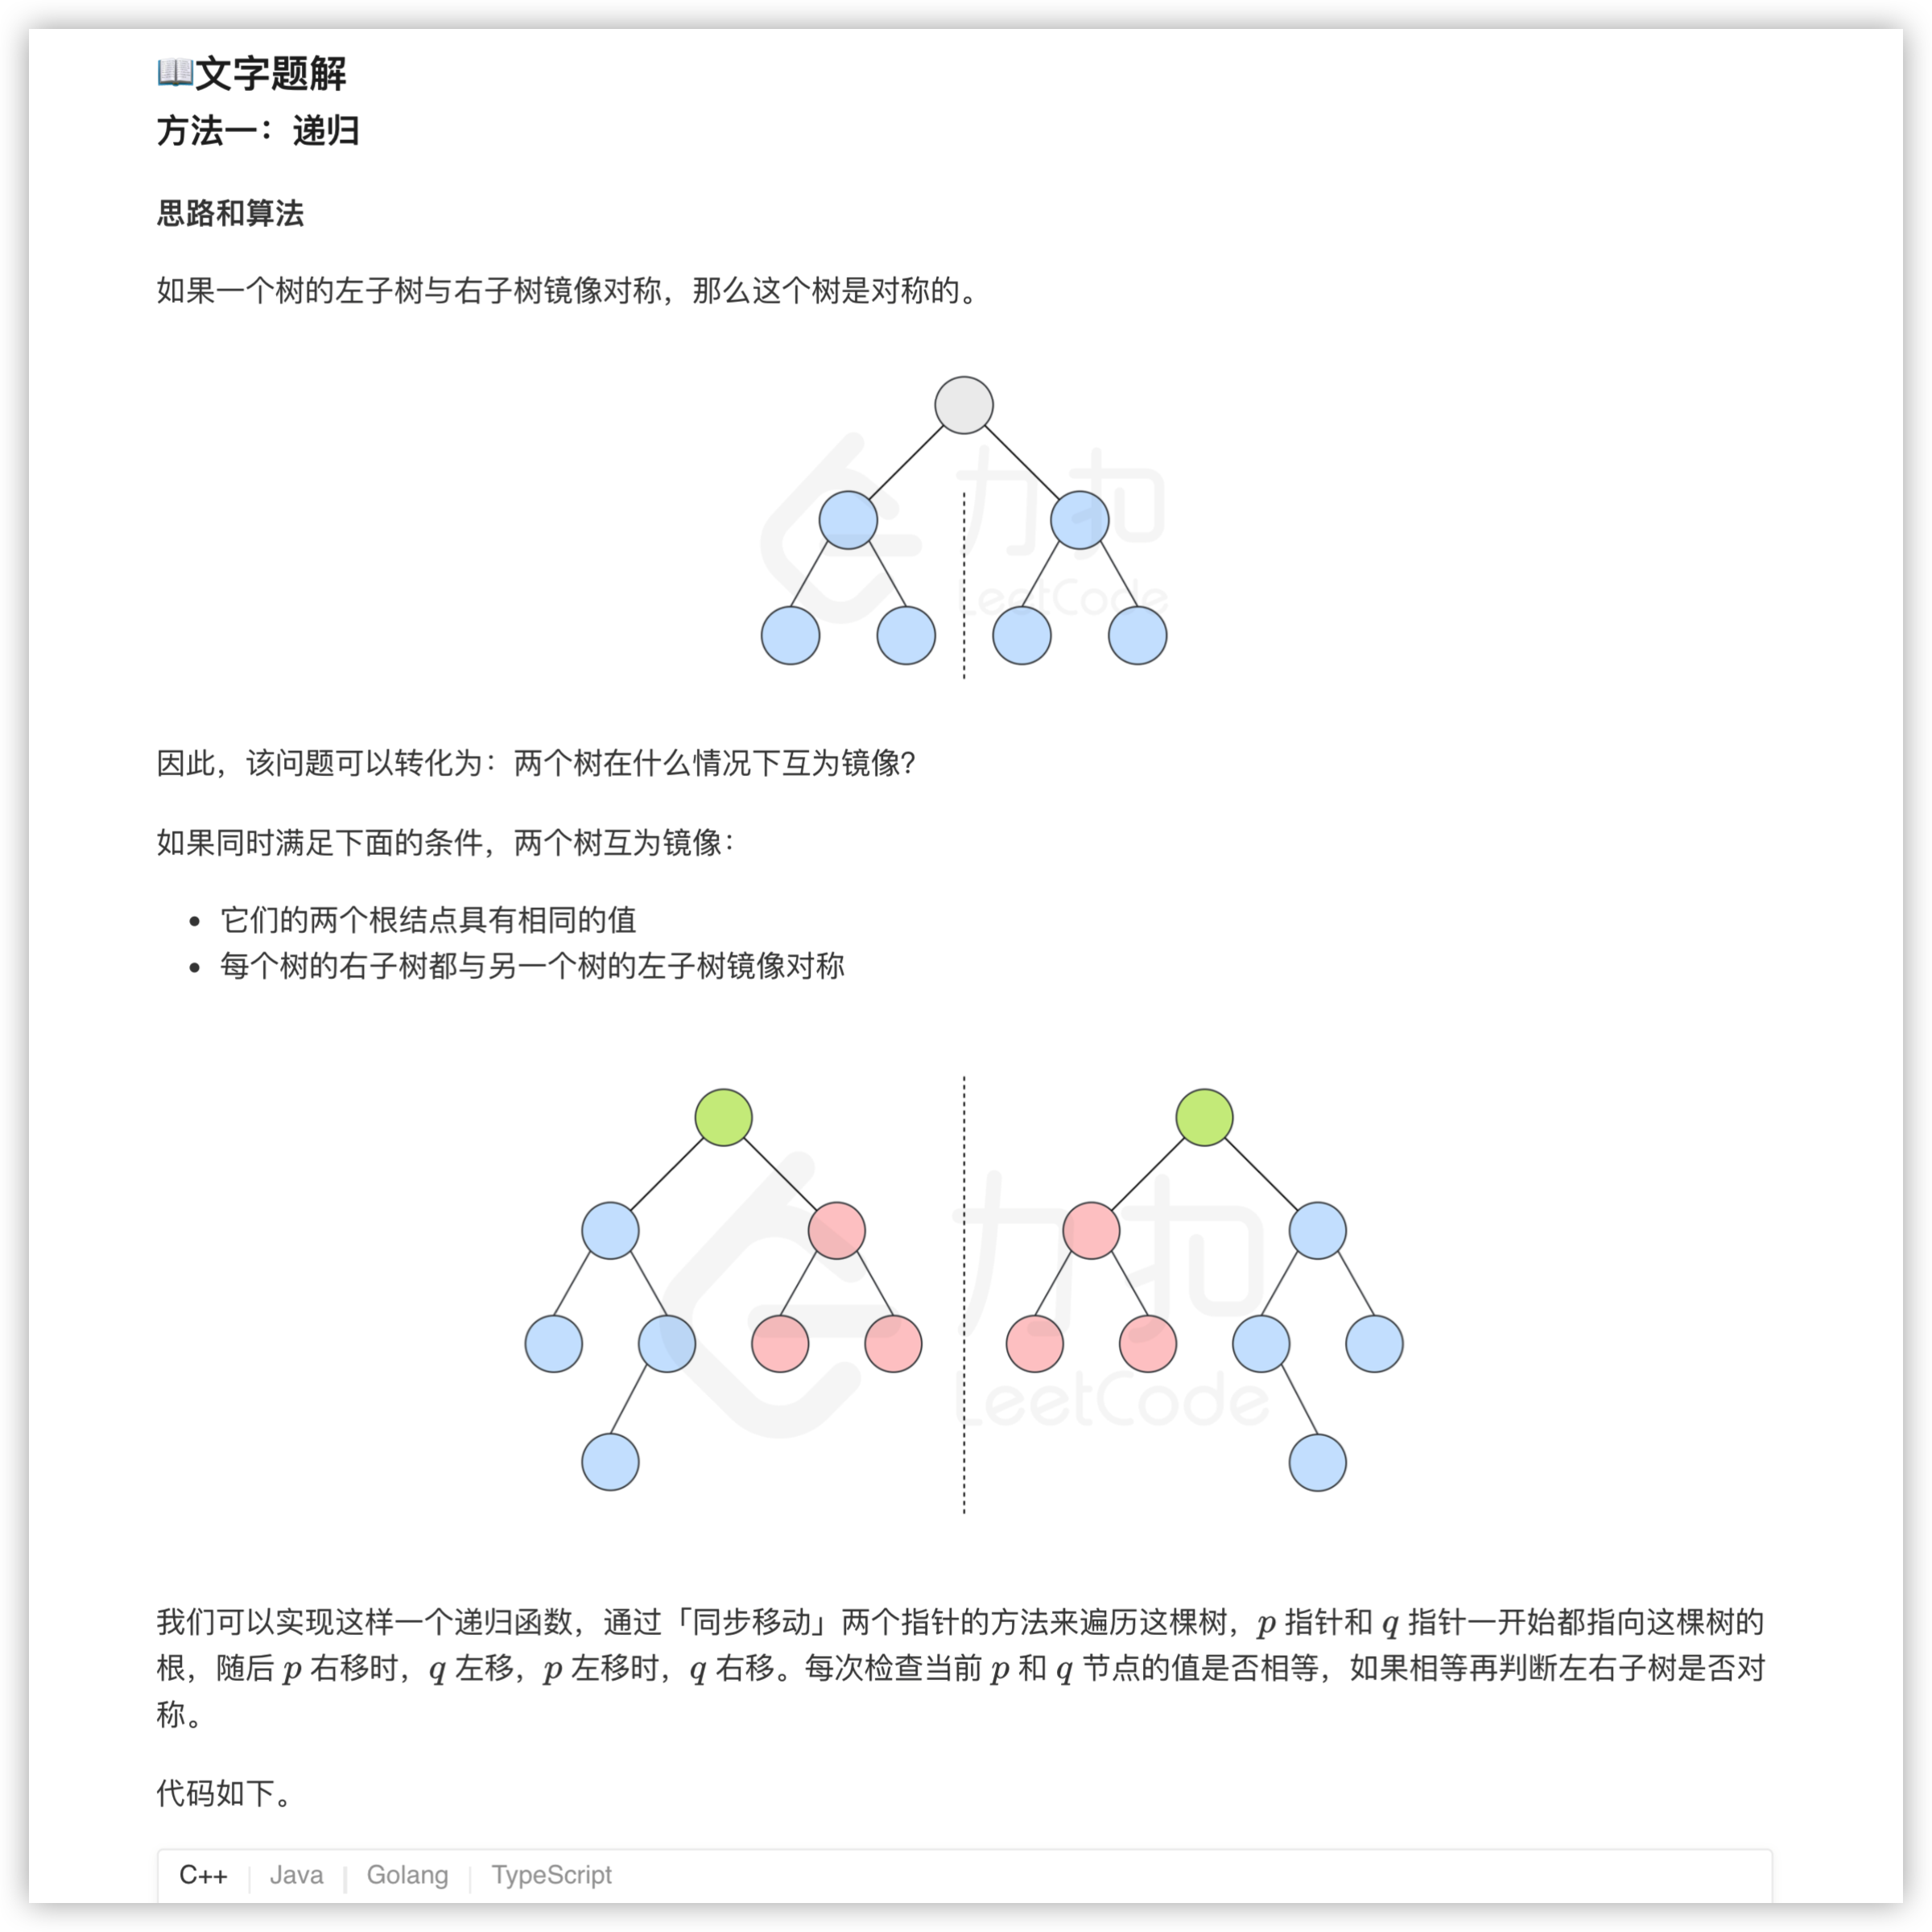 📖文字题解
方法一：递归
思路和算法
如果一个树的左子树与右子树镜像对称，那么这个树是对称的。
力扣
LeetCode
因此，该问题可以转化为：两个树在什么情况下互为镜像？
如果同时满足下面的条件，两个树互为镜像：
• 它们的两个根结点具有相同的值
• 每个树的右子树都与另一个树的左子树镜像对称
力扣
LeetCode
我们可以实现这样一个递归函数，通过「同步移动」两个指针的方法来遍历这棵树，p 指针和 q 指针一开始都指向这棵树的
根，随后 p 右移时，q 左移，p 左移时，q 右移。每次检查当前 p 和 q 节点的值是否相等，如果相等再判断左右子树是否对
称。
代码如下。
C++ | Java | Golang | TypeScript